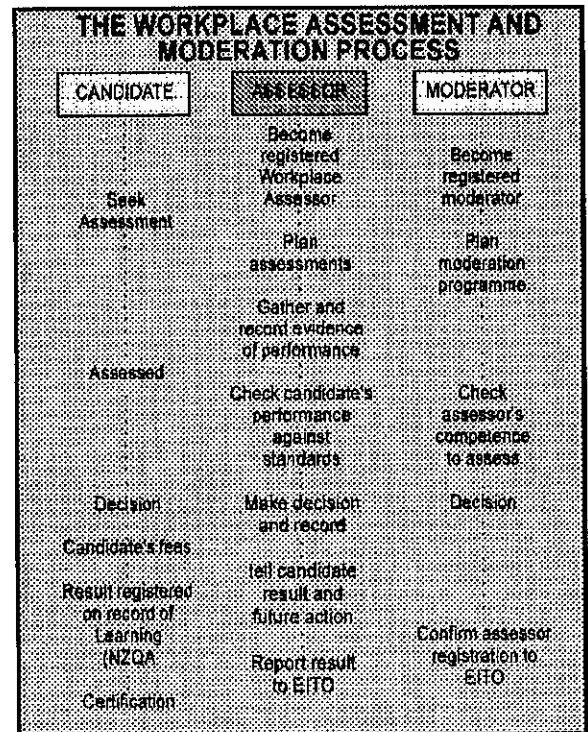 THE WORKPLACE ASSESSMENT AND
MODERATION PROCESS
CANDIDATE
Seek
Assessment
Assessed
Decision
Candidate's fees
Result registered
on record of
Learning
(NZQA
Certification
ASSESSOR
Become
registered
Workplace
Assessor
Plan
assessments
Gather and
record evidence
of performance
Check candidate's
performance
against
standards
Make decision
and record
tell candidate
result and
future action
Report result
to EITO
MODERATOR
Become
registered
moderator
Plan
moderation
programme
Check
assessor's
competence
to assess
Decision
Confirm assessor
registration to
EITO